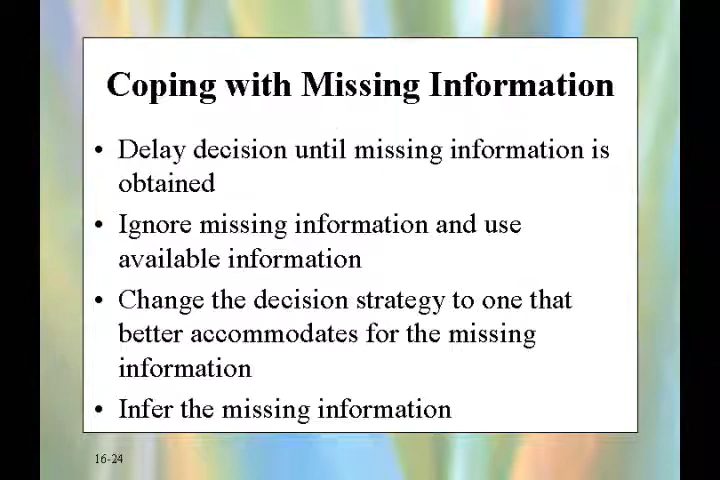 Coping with Missing Information
• Delay decision until missing information is
obtained
• Ignore missing information and use
available information
• Change the decision strategy to one that
better accommodates for the missing
information
• Infer the missing information
16-24